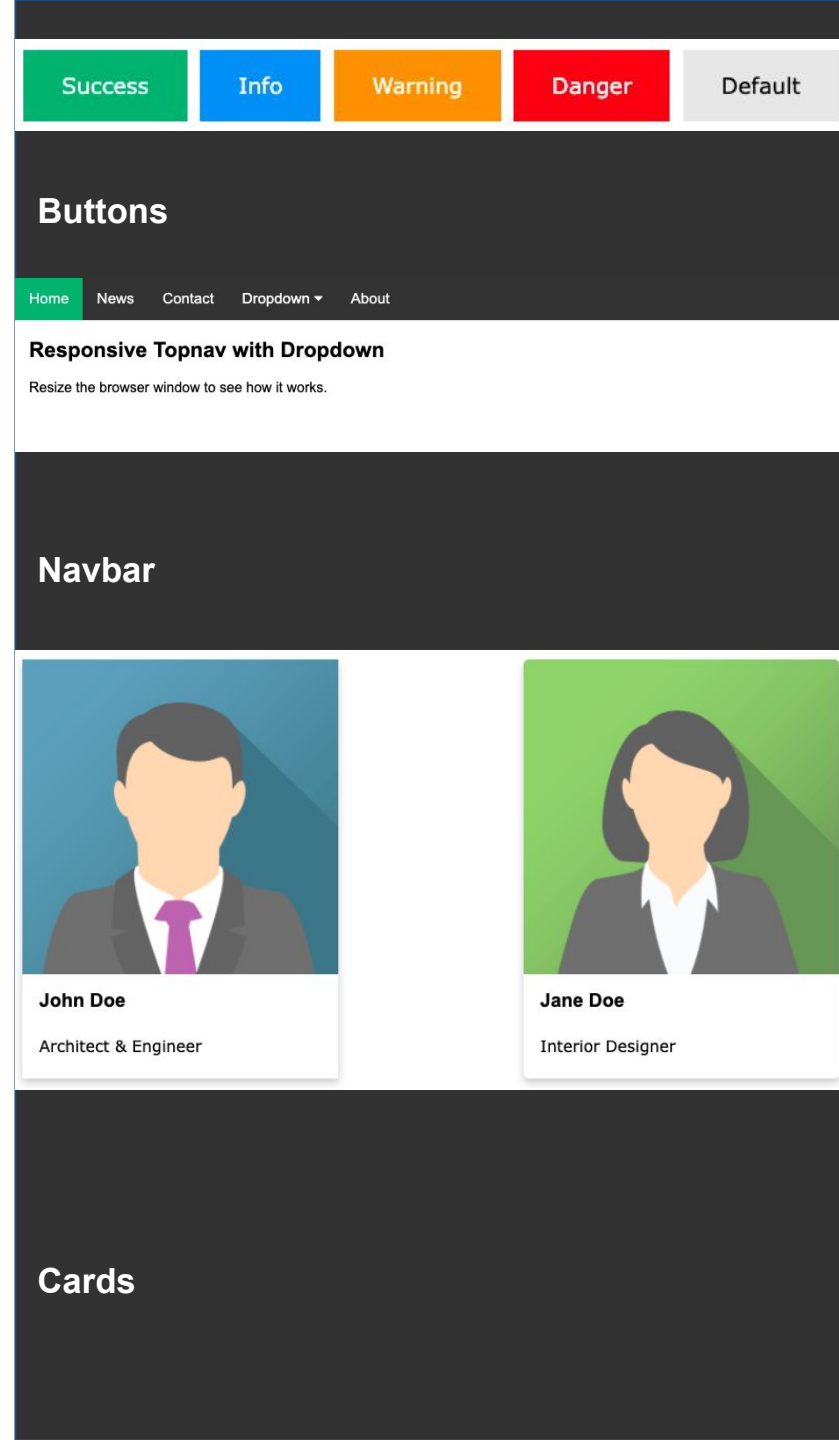 Success Info Warning Danger Default
Buttons
Home News Contact Dropdown About
Responsive Topnav with Dropdown
Resize the browser window to see how it works.
Navbar
John Doe
Architect & Engineer
Jane Doe
Interior Designer
Cards